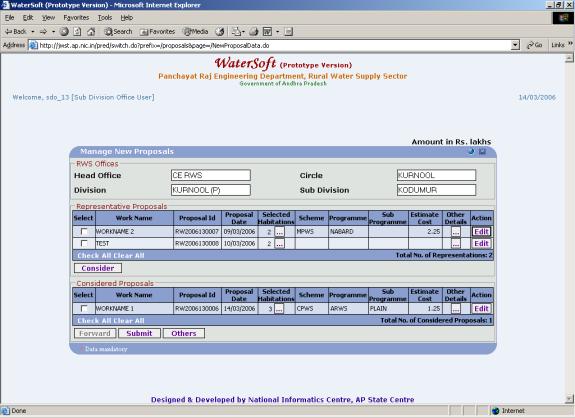 WaterSoft (Prototype Version) - Microsoft Internet Explorer
File Edit View Favorites Tools Help
Back Search Favorites Media
Address http://jwst.ap.nic.in/pred/switch.do?prefix=/proposals&page=/NewProposalData.do Go Links »
WaterSoft (Prototype Version)
Panchayat Raj Engineering Department, Rural Water Supply Sector
Government of Andhra Pradesh
Welcome, sdo_13 [Sub Division Office User] 14/03/2006
Amount in Rs. lakhs
Manage New Proposals
RWS Offices
Head Office CE RWS Circle KURNOOL
Division KURNOOL (P) Sub Division KODUMUR
Representative Proposals
Select Work Name Proposal Id Proposal Date Selected Habitations Scheme Programme Sub Programme Estimate Cost Other Details Action
WORKNAME 2 RW2006130007 09/03/2006 2 ... MPWS NABARD 2.25 ... Edit
TEST RW2006130008 10/03/2006 2 ... ... Edit
Check All Clear All Total No. of Representations: 2
Consider
Considered Proposals
Select Work Name Proposal Id Proposal Date Selected Habitations Scheme Programme Sub Programme Estimate Cost Other Details Action
WORKNAME 1 RW2006130006 14/03/2006 3 ... CPWS ARWS PLAIN 1.25 ... Edit
Check All Clear All Total No. of Considered Proposals: 1
Forward Submit Others
* Data mandatory
Designed & Developed by National Informatics Centre, AP State Centre
Done Internet